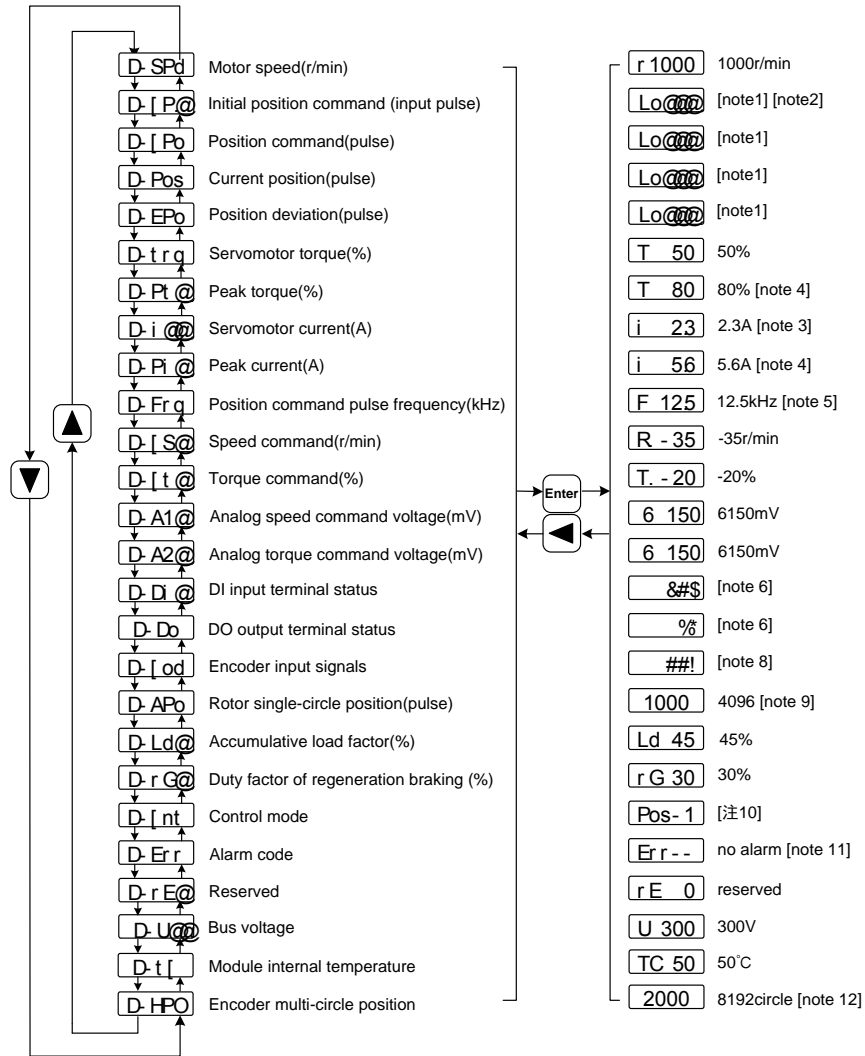 D- SPd Motor speed(r/min) r 1000 1000r/min
D- [ P.@ Initial position command (input pulse) Lo@@@ [note1] [note2]
D- [ Po Position command(pulse) Lo@@@ [note1]
D- Pos Current position(pulse) Lo@@@ [note1]
D- EPo Position deviation(pulse) Lo@@@ [note1]
D- t r q Servomotor torque(%) T 50 50%
D- Pt @ Peak torque(%) T 80 80% [note 4]
D- i @@ Servomotor current(A) i 23 2.3A [note 3]
D- Pi @ Peak current(A) i 56 5.6A [note 4]
D- Fr q Position command pulse frequency(kHz) F 125 12.5kHz [note 5]
D- [ S@ Speed command(r/min) R - 35 -35r/min
D- [ t @ Torque command(%) T. - 20 -20%
Enter
D- A1@ Analog speed command voltage(mV) 6 150 6150mV
D- A2@ Analog torque command voltage(mV) 6 150 6150mV
D- Di @ DI input terminal status &#$ [note 6]
D- Do DO output terminal status %* [note 6]
D- [ od Encoder input signals ##! [note 8]
D- APo Rotor single-circle position(pulse) 1000 4096 [note 9]
D- Ld@ Accumulative load factor(%) Ld 45 45%
D- r G@ Duty factor of regeneration braking (%) r G 30 30%
D- [ nt Control mode Pos- 1 [注10]
D- Er r Alarm code Er r - - no alarm [note 11]
D- r E@ Reserved r E 0 reserved
D- U@@ Bus voltage U 300 300V
D- t [ Module internal temperature TC 50 50℃
D- HPO Encoder multi-circle position 2000 8192circle [note 12]